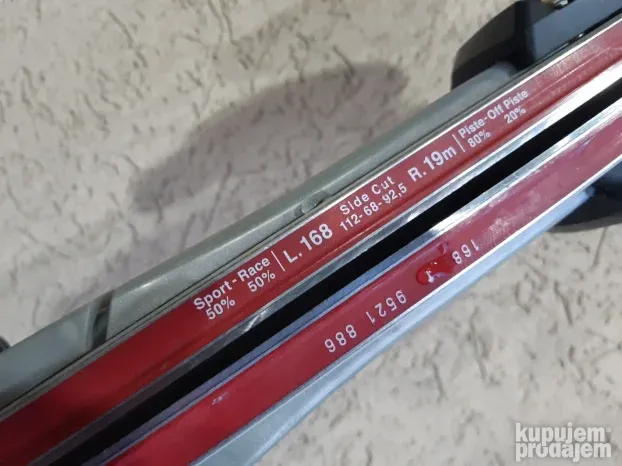 Sport - Race
50% 50%
L. 168
Side Cut
112- 68- 92,5
R. 19m
Piste-Off Piste
80% 20%
168
9521 886
kupujem
prodajem